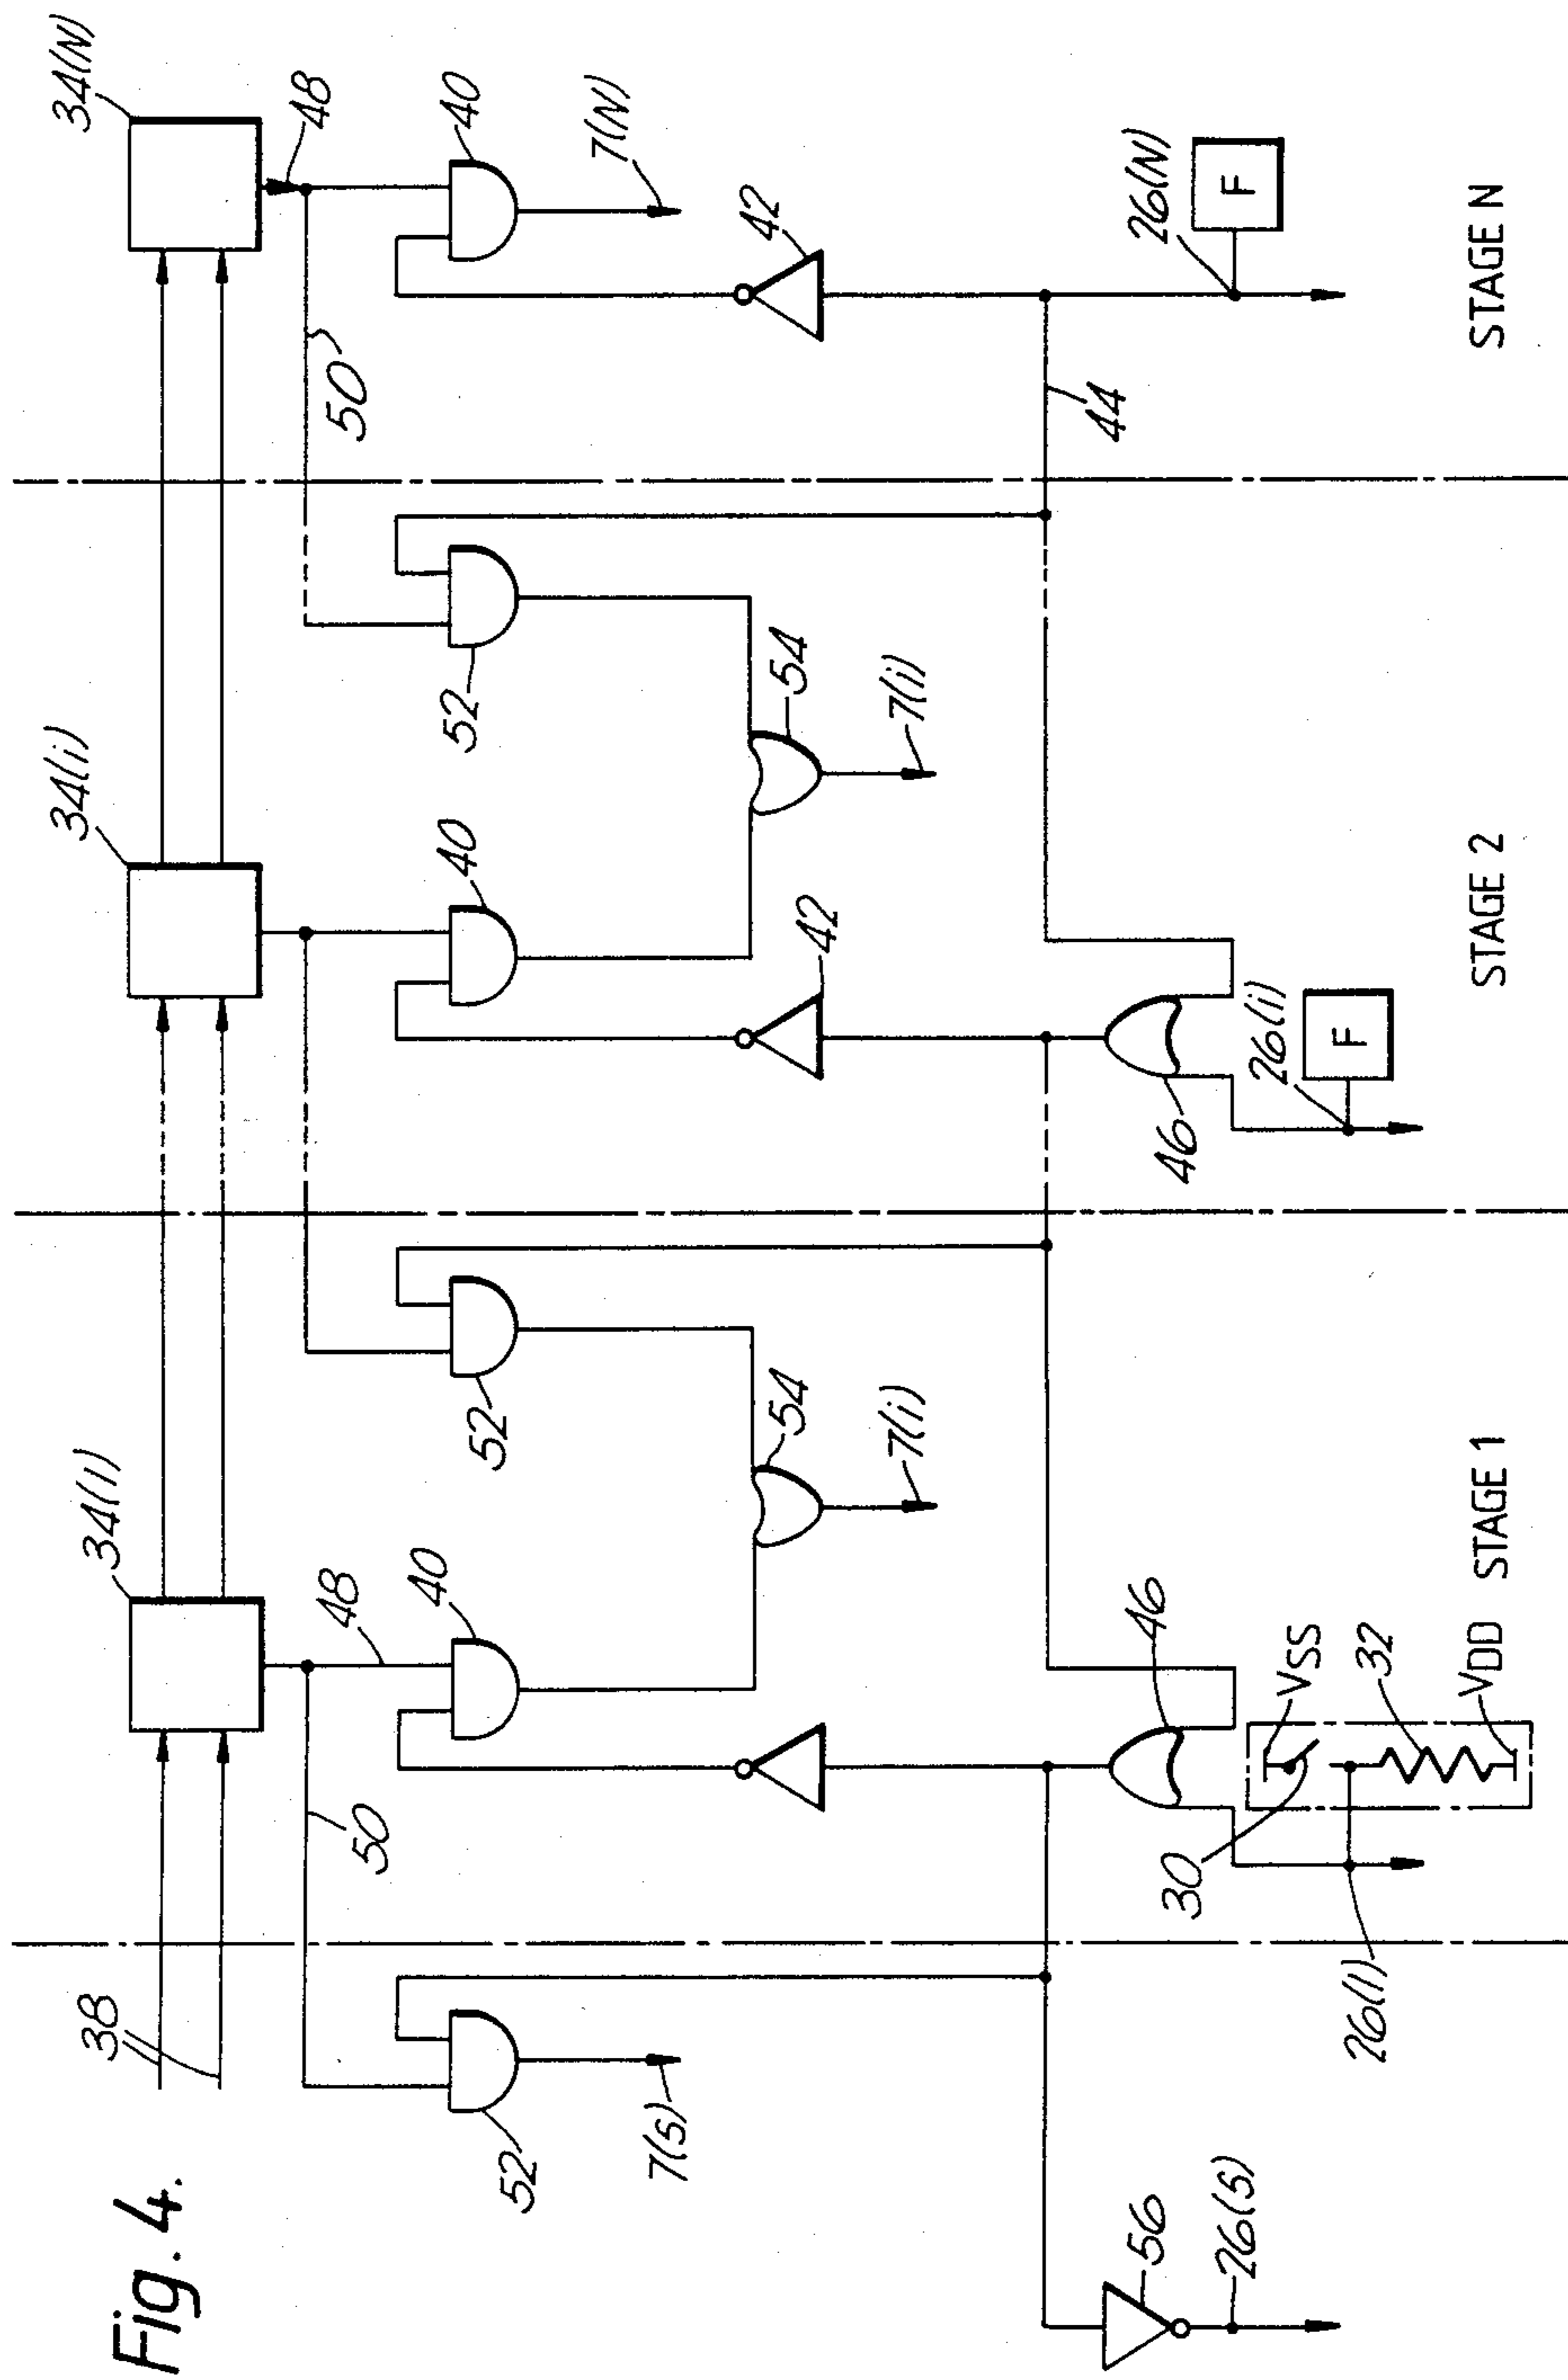 Fig. 4.
38
34(1)
34(i)
34(N)
50
48
50
48
52
40
52
40
52
40
7(s)
7(N)
54
42
54
42
7(i)
7(i)
44
56
46
46
26(N)
30
26(s)
VSS
26(i)
F
26(1)
32
F
VDD
STAGE 1
STAGE 2
STAGE N